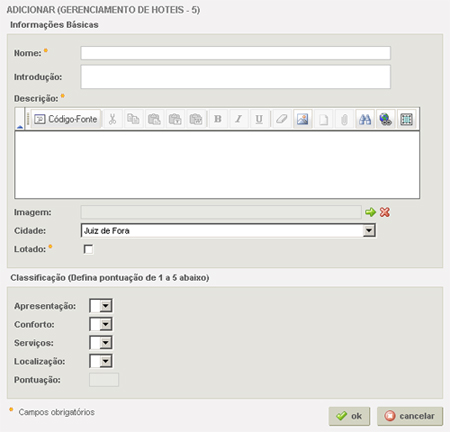 ADICIONAR (GERENCIAMENTO DE HOTEIS - 5)
Informações Básicas
Nome: *
Introdução:
Descrição: *
Código-Fonte B I U
Imagem:
Cidade: Juiz de Fora
Lotado: *
Classificação (Defina pontuação de 1 a 5 abaixo)
Apresentação:
Conforto:
Serviços:
Localização:
Pontuação:
* Campos obrigatórios
ok cancelar